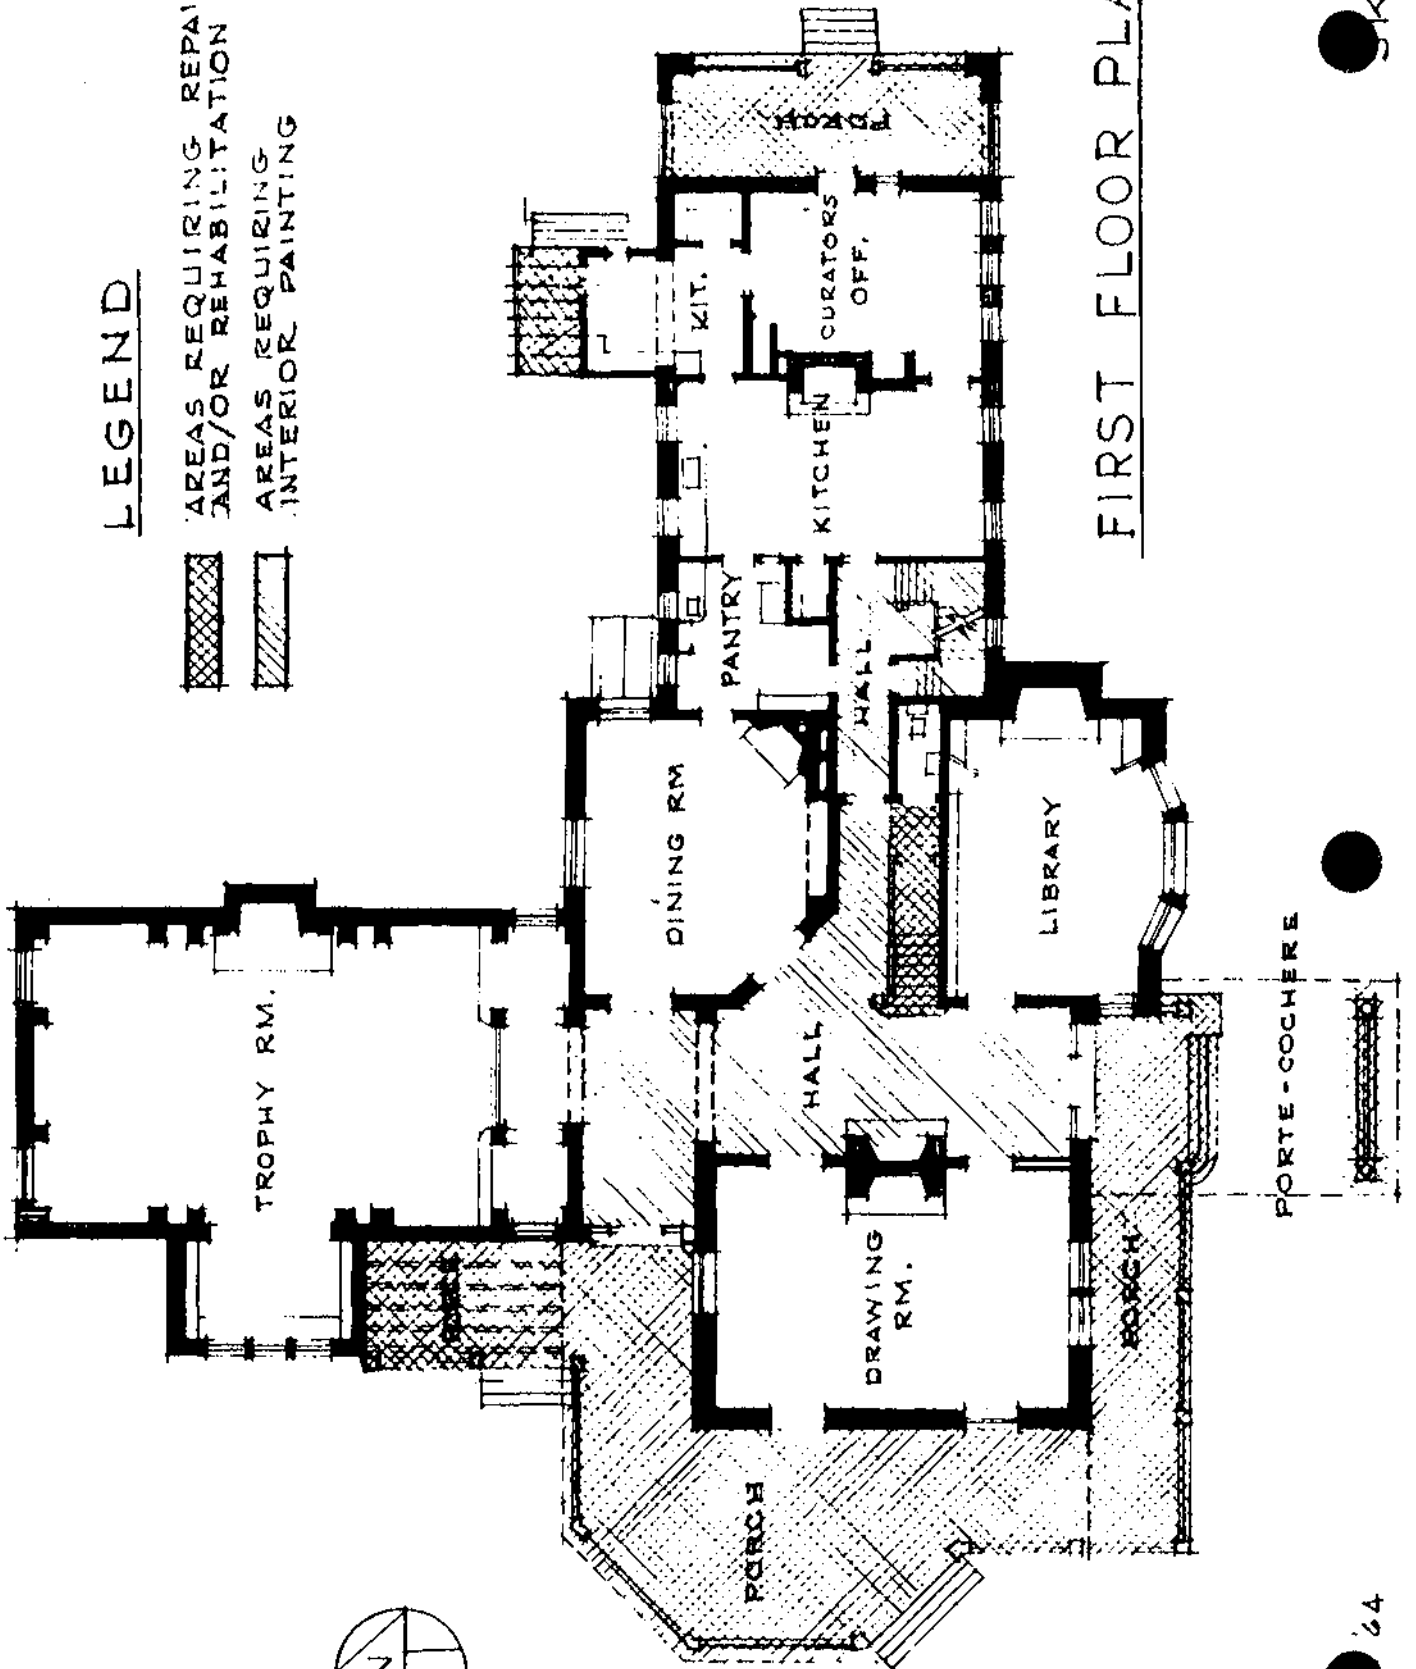 LEGEND
AREAS REQUIRING REPAI
AND/OR REHABILITATION
AREAS REQUIRING
INTERIOR PAINTING
TROPHY RM.
PORCH
DINING RM
PANTRY
KIT.
KITCHEN
CURATORS
OFF.
PORCH
HALL
HALL
DRAWING
RM.
LIBRARY
PORCH
PORCH
PORTE-COCHERE
FIRST FLOOR PLA
'64
N